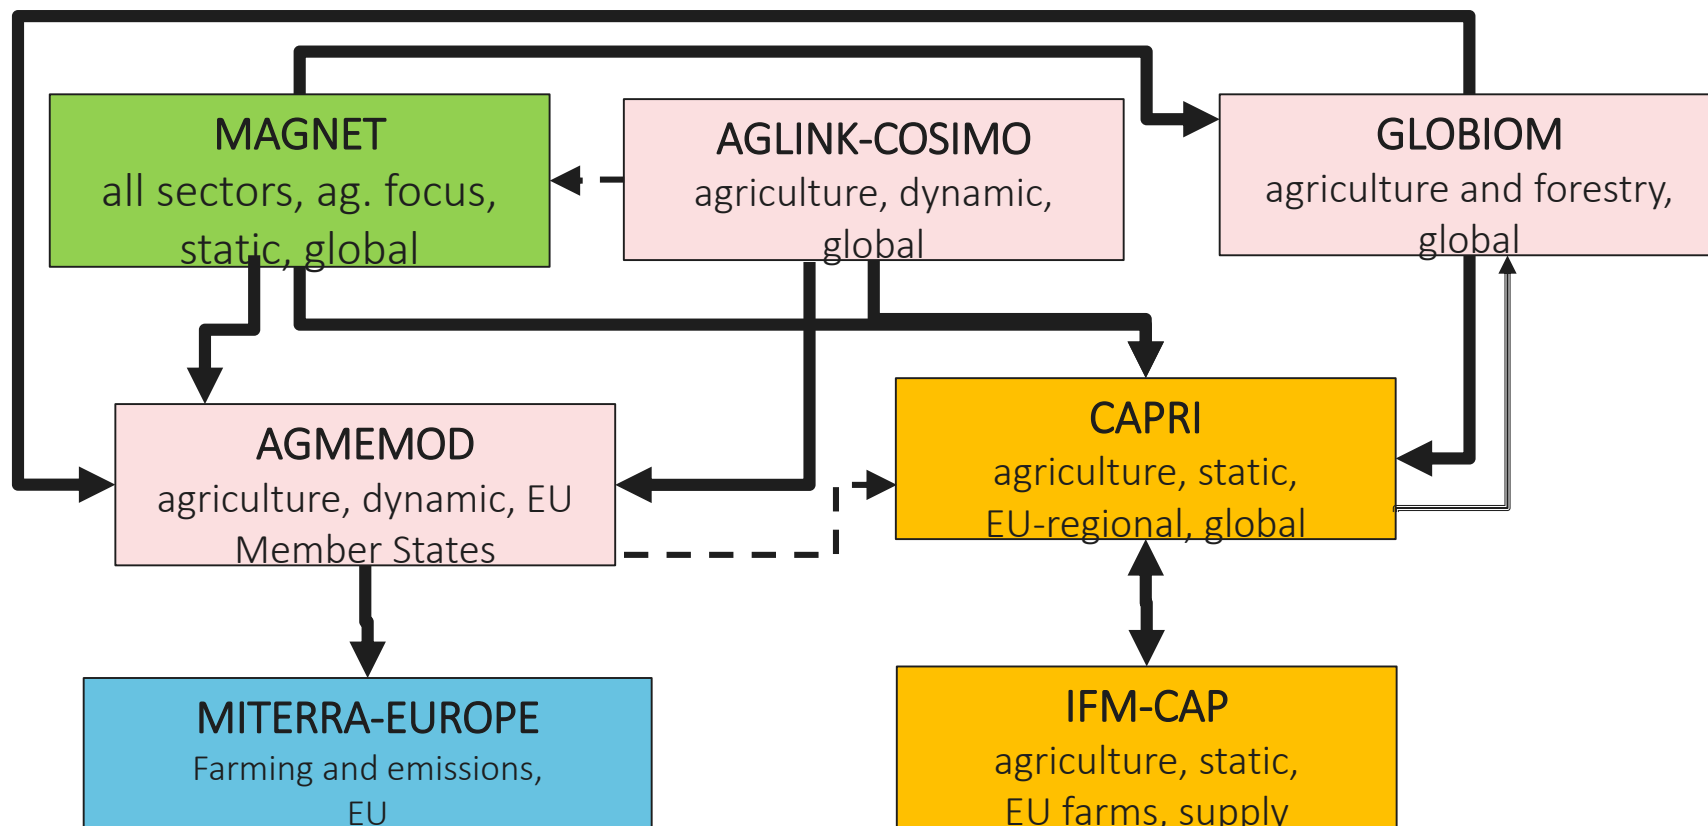 MAGNET
all sectors, ag. focus,
static, global
AGLINK-COSIMO
agriculture, dynamic,
global
GLOBIOM
agriculture and forestry,
global
AGMEMOD
agriculture, dynamic, EU
Member States
CAPRI
agriculture, static,
EU-regional, global
MITERRA-EUROPE
Farming and emissions,
EU
IFM-CAP
agriculture, static,
EU farms, supply